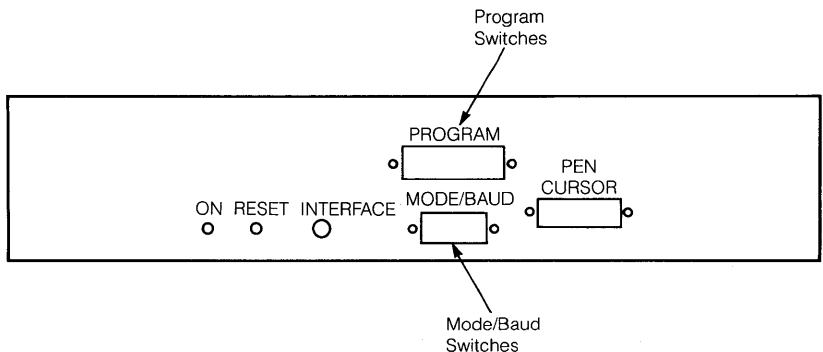 Program
Switches
PROGRAM
PEN
CURSOR
MODE/BAUD
ON RESET INTERFACE
Mode/Baud
Switches